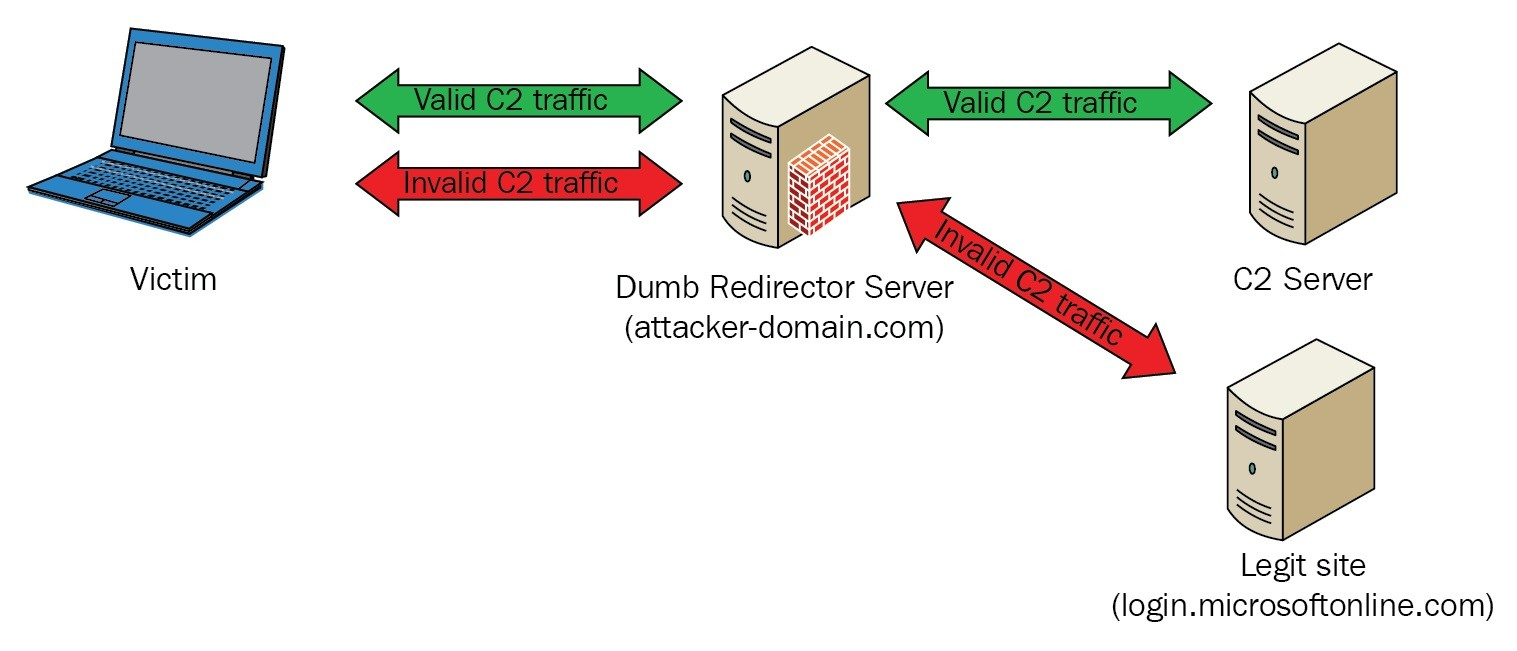 Valid C2 traffic
Valid C2 traffic
Invalid C2 traffic
Invalid C2 traffic
Victim
Dumb Redirector Server
(attacker-domain.com)
C2 Server
Legit site
(login.microsoftonline.com)